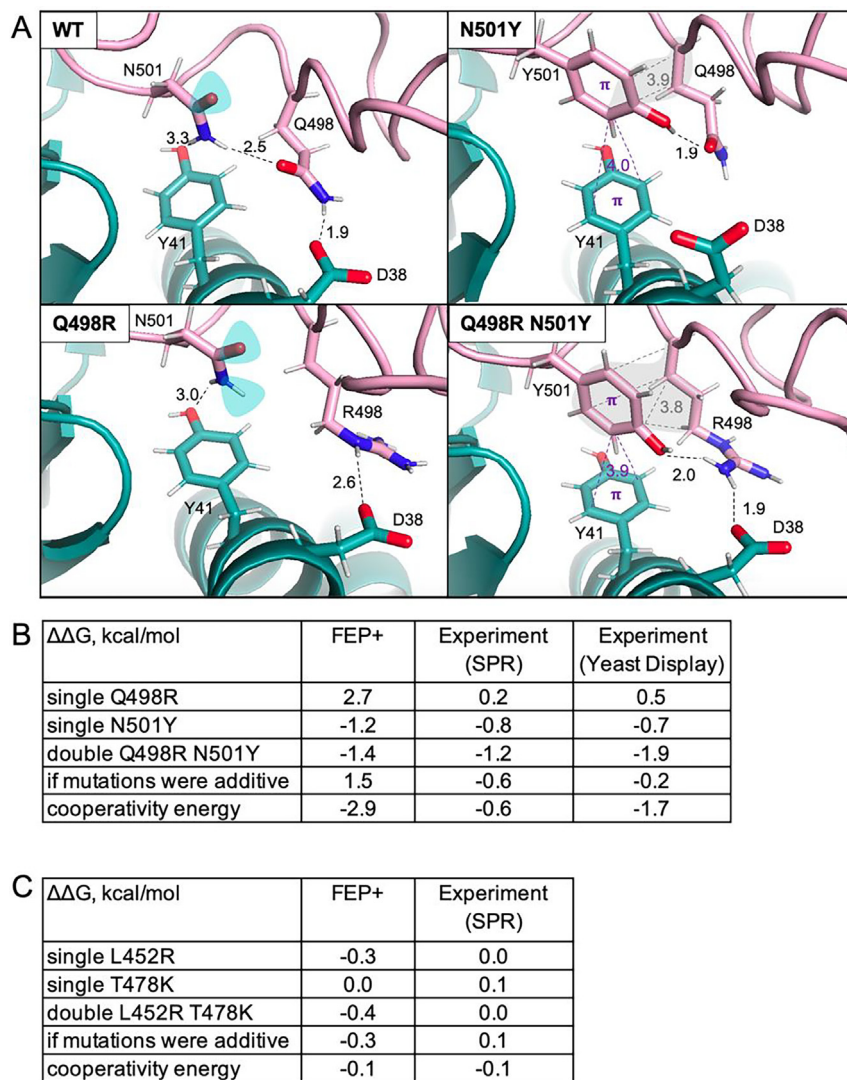 A
WT
N501
Q498
3.3
2.5
1.9
Y41
D38
N501Y
Y501
π
3.9
Q498
1.9
4.0
π
Y41
D38
Q498R
N501
3.0
R498
Y41
2.6
D38
Q498R N501Y
Y501
π
3.8
R498
2.0
3.9
1.9
π
Y41
D38
B
ΔΔG, kcal/mol FEP+ Experiment (SPR) Experiment (Yeast Display)
single Q498R 2.7 0.2 0.5
single N501Y -1.2 -0.8 -0.7
double Q498R N501Y -1.4 -1.2 -1.9
if mutations were additive 1.5 -0.6 -0.2
cooperativity energy -2.9 -0.6 -1.7
C
ΔΔG, kcal/mol FEP+ Experiment (SPR)
single L452R -0.3 0.0
single T478K 0.0 0.1
double L452R T478K -0.4 0.0
if mutations were additive -0.3 0.1
cooperativity energy -0.1 -0.1